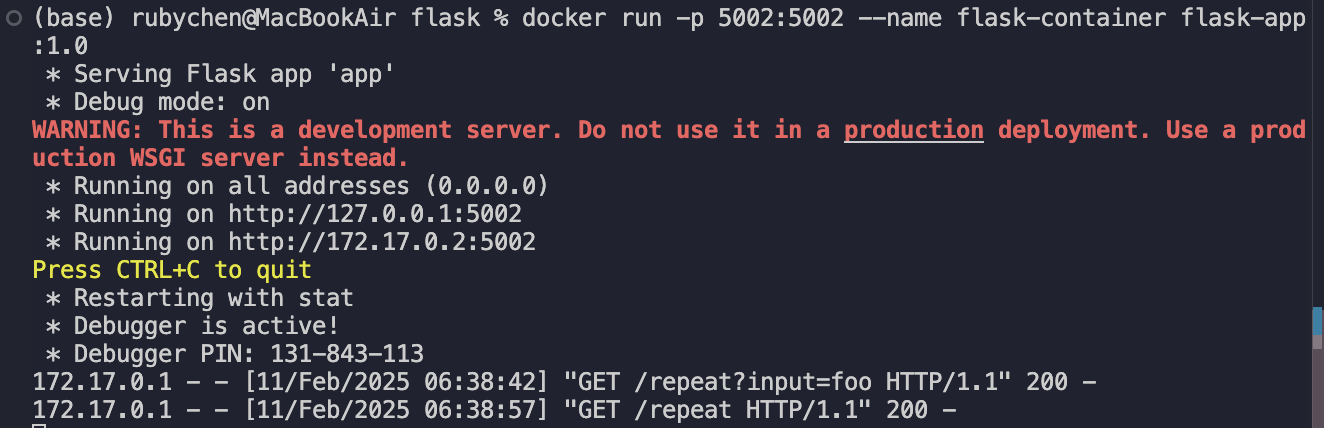 (base) rubychen@MacBookAir flask % docker run -p 5002:5002 --name flask-container flask-app
:1.0
 * Serving Flask app 'app'
 * Debug mode: on
WARNING: This is a development server. Do not use it in a production deployment. Use a prod
uction WSGI server instead.
 * Running on all addresses (0.0.0.0)
 * Running on http://127.0.0.1:5002
 * Running on http://172.17.0.2:5002
Press CTRL+C to quit
 * Restarting with stat
 * Debugger is active!
 * Debugger PIN: 131-843-113
172.17.0.1 - - [11/Feb/2025 06:38:42] "GET /repeat?input=foo HTTP/1.1" 200 -
172.17.0.1 - - [11/Feb/2025 06:38:57] "GET /repeat HTTP/1.1" 200 -